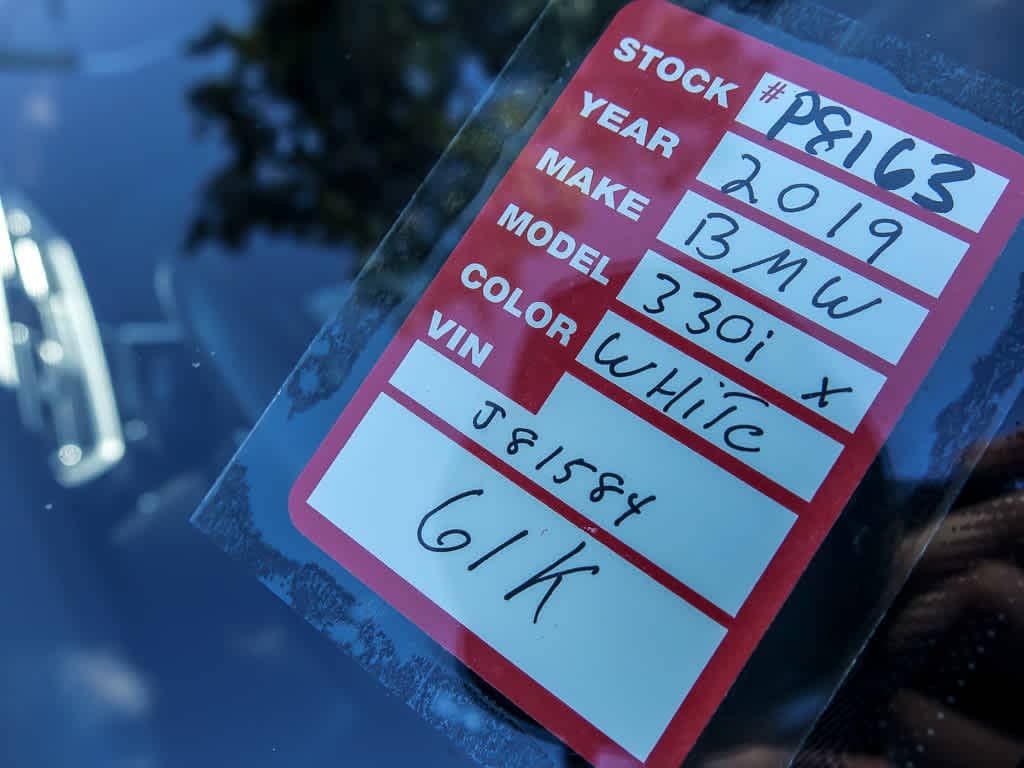 STOCK # P8163
YEAR 2019
MAKE BMW
MODEL 330i X
COLOR WHiTe
VIN
J81584
61K